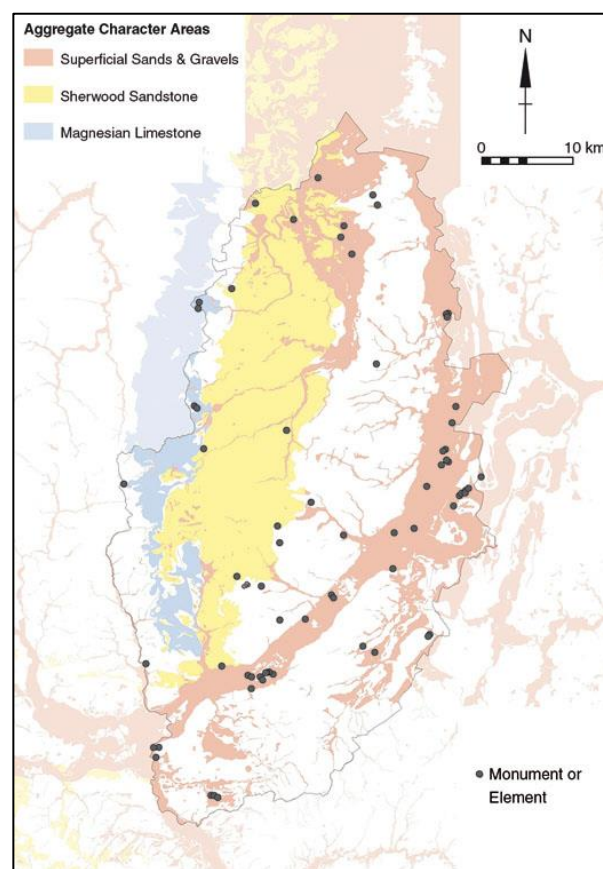 Aggregate Character Areas
Superficial Sands & Gravels
Sherwood Sandstone
Magnesian Limestone
N
0 10 km
Monument or
Element